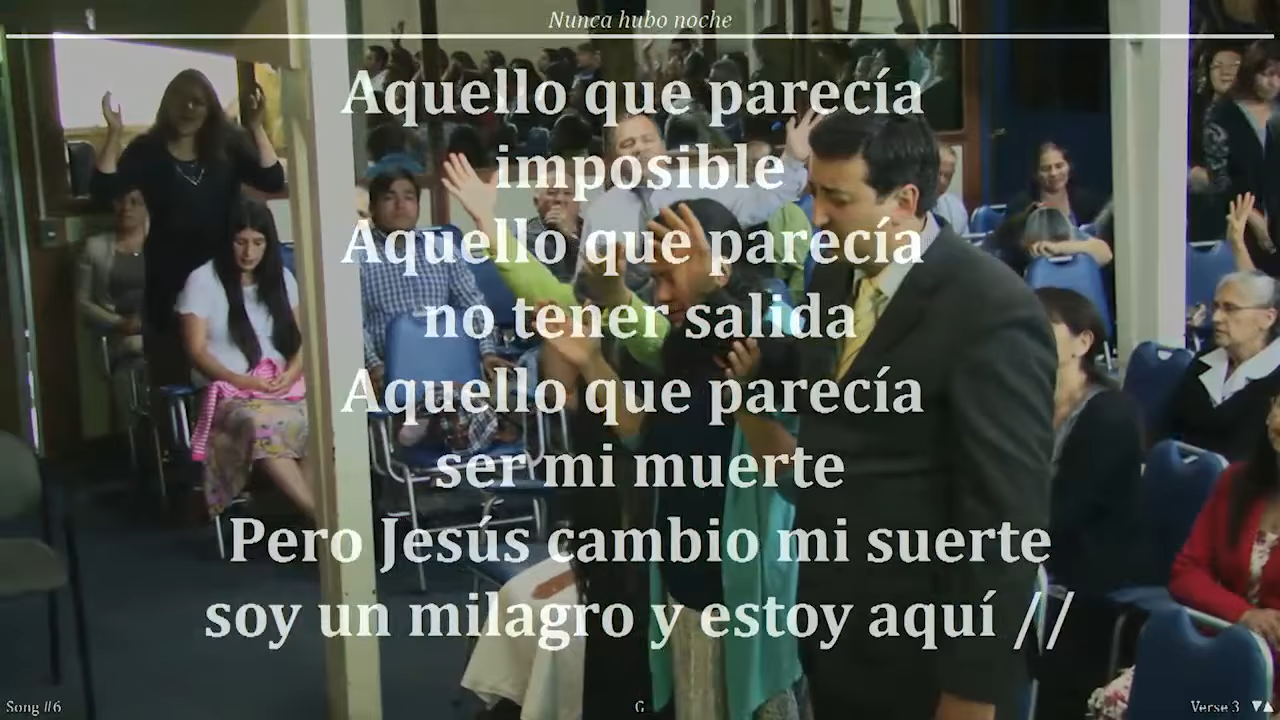 Nunca hubo noche
Aquello que parecía
imposible
Aquello que parecía
no tener salida
Aquello que parecía
ser mi muerte
Pero Jesús cambio mi suerte
soy un milagro y estoy aquí //
Song #6
G
Verse 3 ▼▲